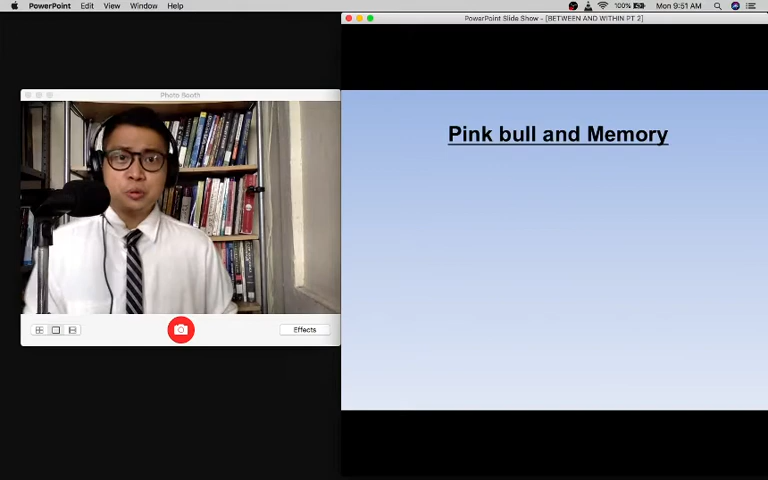 PowerPoint Edit View Window Help
100% Mon 9:51 AM
PowerPoint Slide Show - [BETWEEN AND WITHIN PT 2]
Photo Booth
Pink bull and Memory
Effects